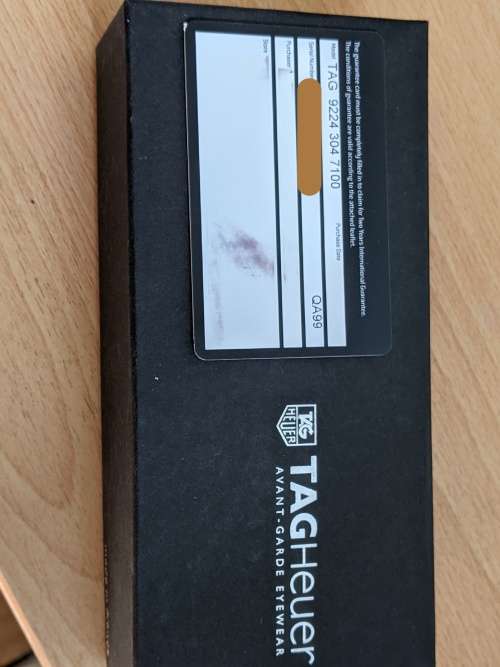 The guarantee card must be completely filled in to claim for Two Years International Guarantee.
The conditions of guarantee are valid according to the attached leaflet.
Model TAG 9224 304 7100
Purchase Date
Serial Number
QA99
Purchaser
Store
TAG
HEUER
TAGHeuer
AVANT-GARDE EYEWEAR